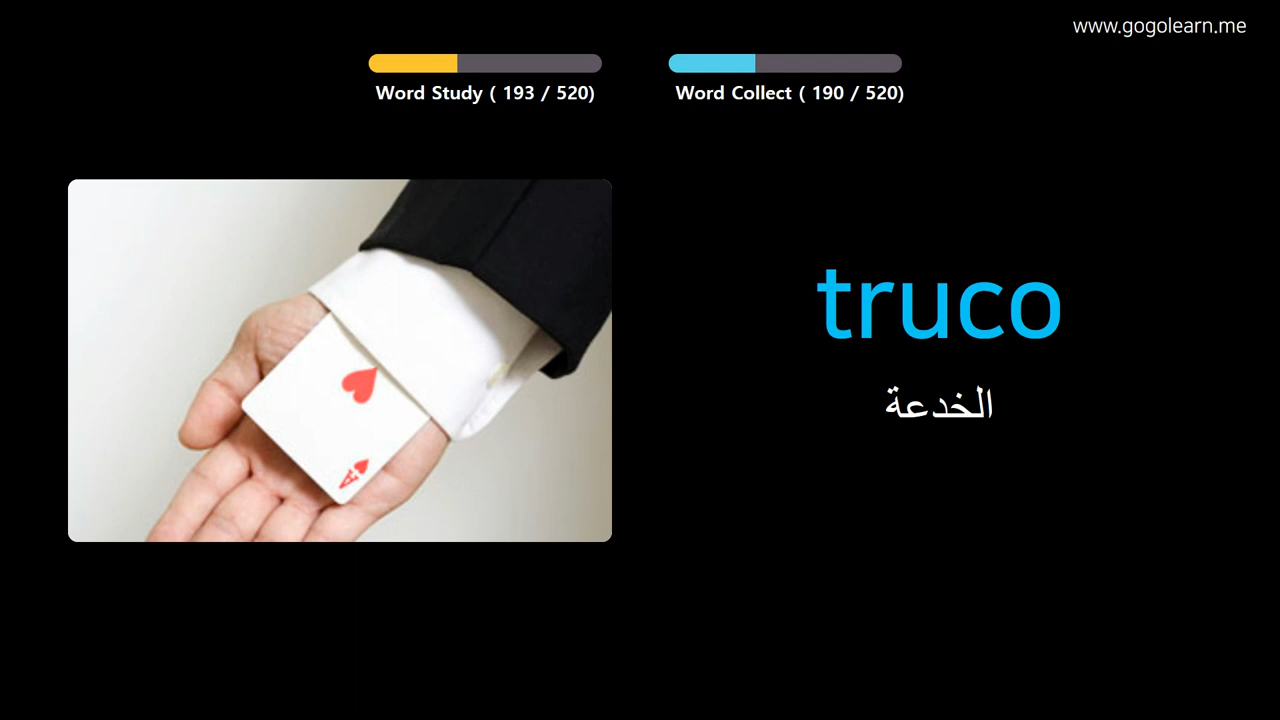 www.gogolearn.me
Word Study ( 193 / 520)
Word Collect ( 190 / 520)
truco
الخدعة
A